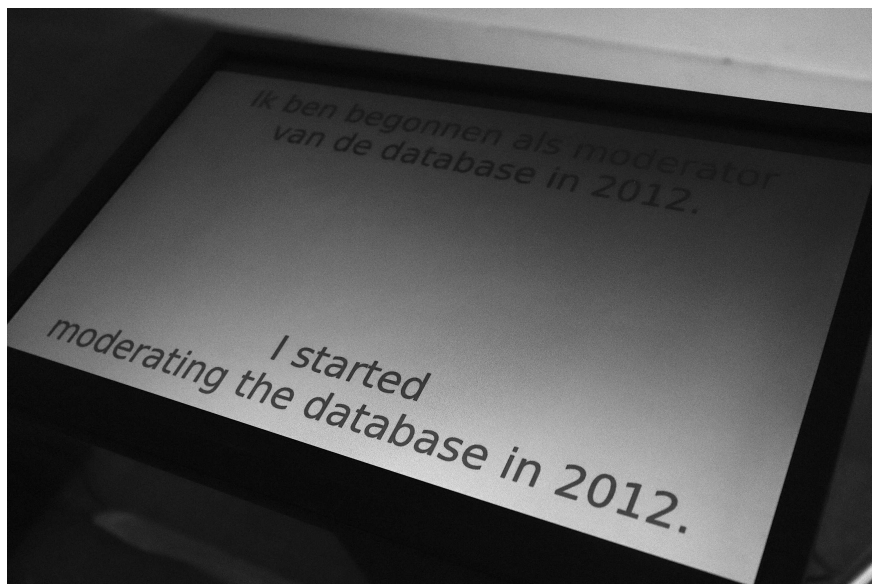 Ik ben begonnen als moderator
van de database in 2012.
I started
moderating the database in 2012.